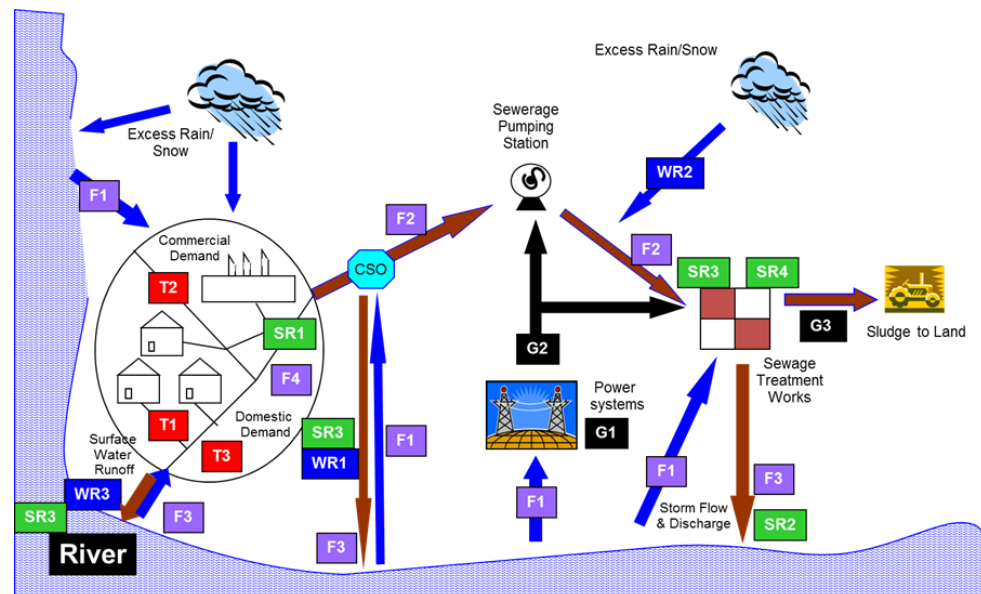 Excess Rain/Snow
Sewerage
Pumping
Station
Excess Rain/
Snow
WR2
F1
F2
Commercial
Demand
F2
CSO
SR3
SR4
T2
SR1
G3
Sludge to Land
G2
F4
Sewage
Treatment
Works
Power
systems
G1
T1
Domestic
Demand
SR3
WR1
F1
Surface
Water
Runoff
T3
F1
F3
WR3
F3
F1
Storm Flow
& Discharge
SR2
SR3
River
F3